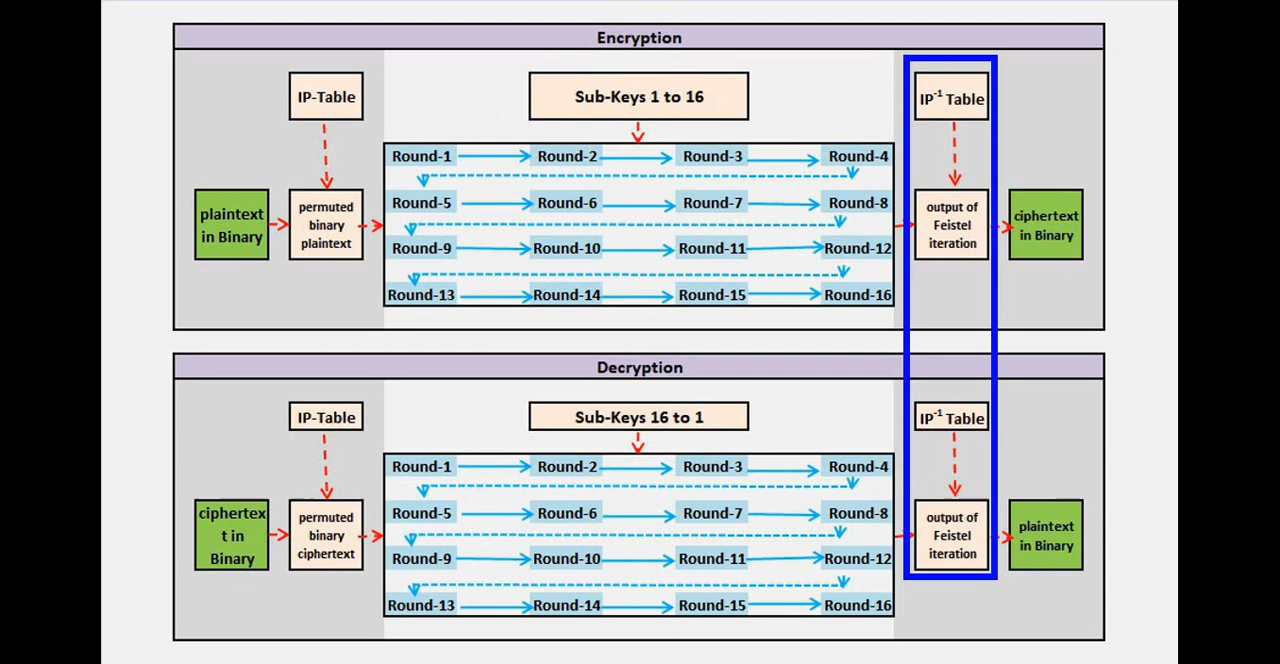 Encryption
IP-Table
Sub-Keys 1 to 16
IP-1 Table
Round-1
Round-2
Round-3
Round-4
plaintext
in Binary
permuted
binary
plaintext
Round-5
Round-6
Round-7
Round-8
output of
Feistel
iteration
ciphertext
in Binary
Round-9
Round-10
Round-11
Round-12
Round-13
Round-14
Round-15
Round-16
Decryption
IP-Table
Sub-Keys 16 to 1
IP-1 Table
Round-1
Round-2
Round-3
Round-4
ciphertex
t in
Binary
permuted
binary
ciphertext
Round-5
Round-6
Round-7
Round-8
output of
Feistel
iteration
plaintext
in Binary
Round-9
Round-10
Round-11
Round-12
Round-13
Round-14
Round-15
Round-16